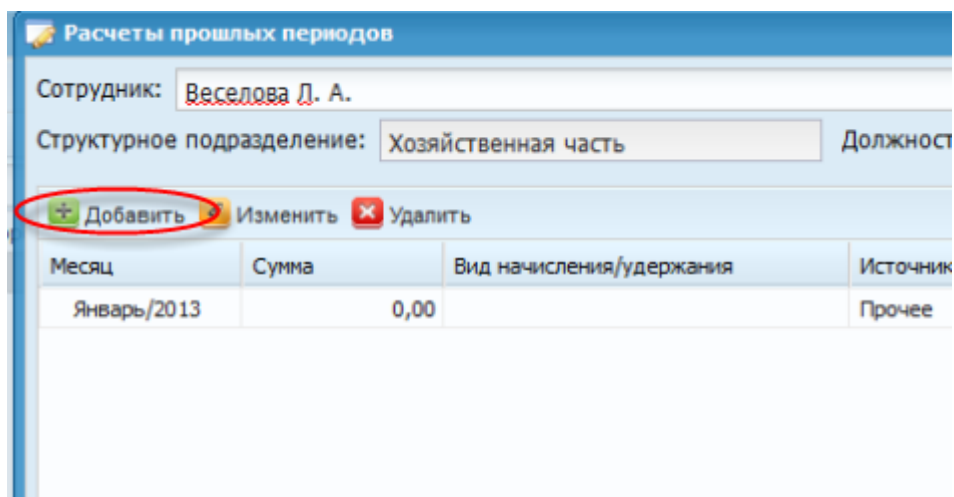 Расчеты прошлых периодов
Сотрудник: Веселова Л. А.
Структурное подразделение: Хозяйственная часть Должност
Добавить Изменить Удалить
Месяц Сумма Вид начисления/удержания Источник
Январь/2013 0,00 Прочее